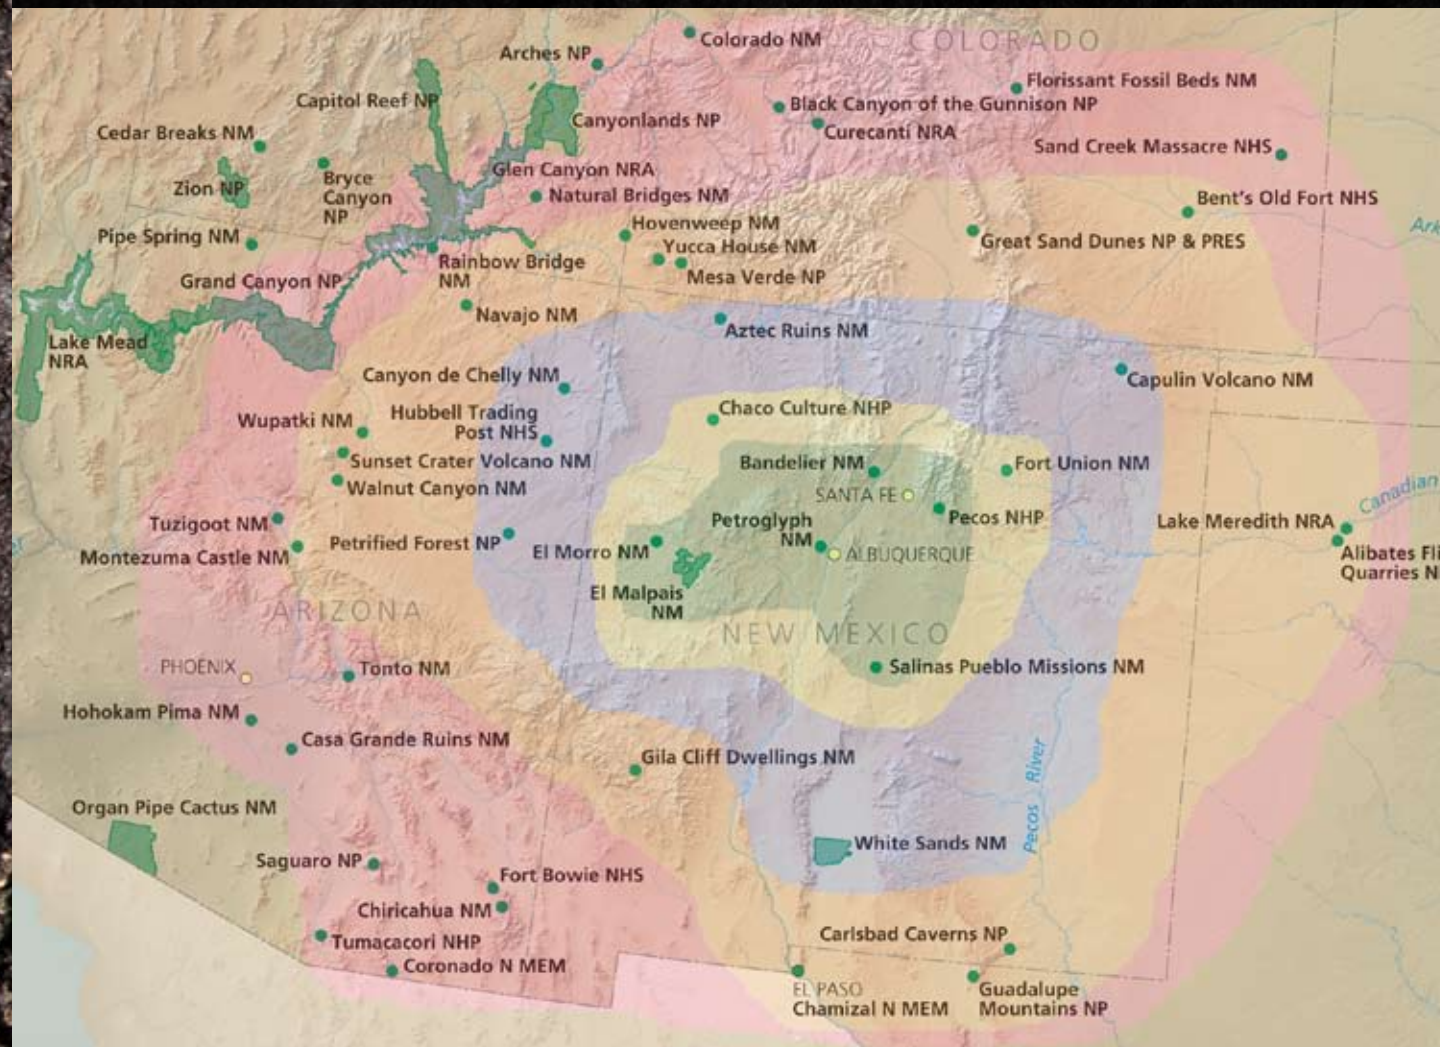 COLORADO
Colorado NM
Arches NP
Florissant Fossil Beds NM
Capitol Reef NP
Black Canyon of the Gunnison NP
Canyonlands NP
Curecanti NRA
Cedar Breaks NM
Sand Creek Massacre NHS
Glen Canyon NRA
Zion NP
Bryce
Canyon
NP
Natural Bridges NM
Bent's Old Fort NHS
Hovenweep NM
Ark
Pipe Spring NM
Yucca House NM
Great Sand Dunes NP & PRES
Rainbow Bridge
NM
Mesa Verde NP
Grand Canyon NP
Navajo NM
Aztec Ruins NM
Lake Mead
NRA
Canyon de Chelly NM
Capulin Volcano NM
Chaco Culture NHP
Hubbell Trading
Post NHS
Wupatki NM
Sunset Crater Volcano NM
Bandelier NM
Fort Union NM
Walnut Canyon NM
SANTA FE
Canadian
Pecos NHP
Tuzigoot NM
Petroglyph
NM
Lake Meredith NRA
Petrified Forest NP
El Morro NM
ALBUQUERQUE
Montezuma Castle NM
Alibates Fli
Quarries N
El Malpais
NM
ARIZONA
NEW MEXICO
PHOENIX
Tonto NM
Salinas Pueblo Missions NM
Hohokam Pima NM
Casa Grande Ruins NM
Gila Cliff Dwellings NM
Pecos River
Organ Pipe Cactus NM
White Sands NM
Saguaro NP
Fort Bowie NHS
Chiricahua NM
Carlsbad Caverns NP
Tumacacori NHP
Coronado N MEM
EL PASO
Chamizal N MEM
Guadalupe
Mountains NP